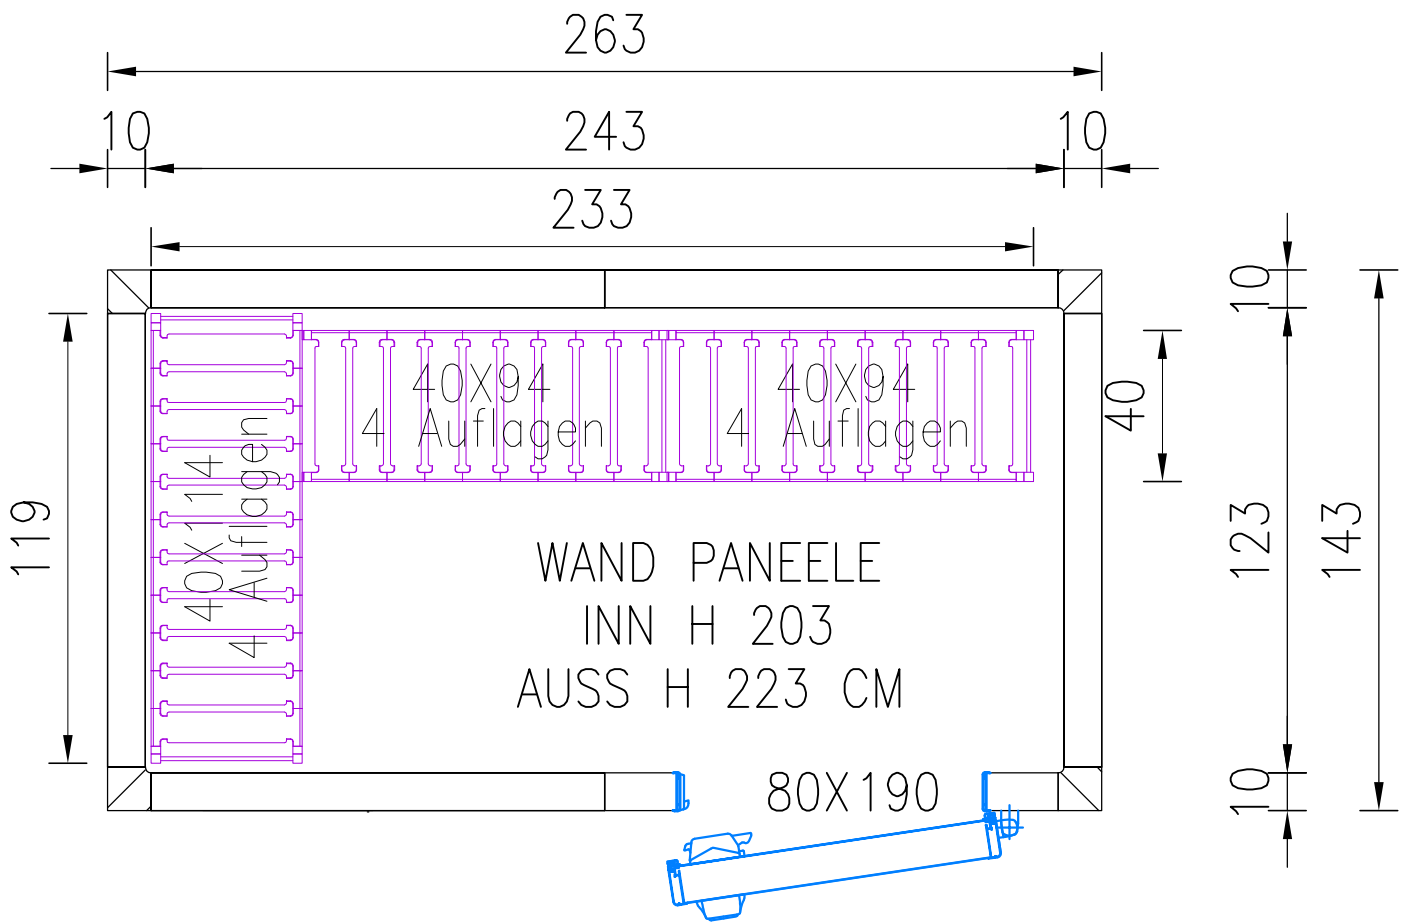 263
10
243
10
233
10
40X94
4 Auflagen
40X94
4 Auflagen
40
119
40X114
4 Auflagen
123
143
WAND PANEELE
INN H 203
AUSS H 223 CM
80X190
10